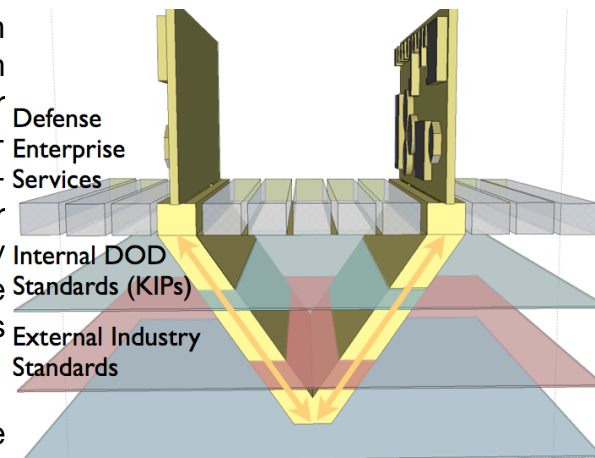 Defense
Enterprise
Services
Internal DOD
Standards (KIPs)
External Industry
Standards